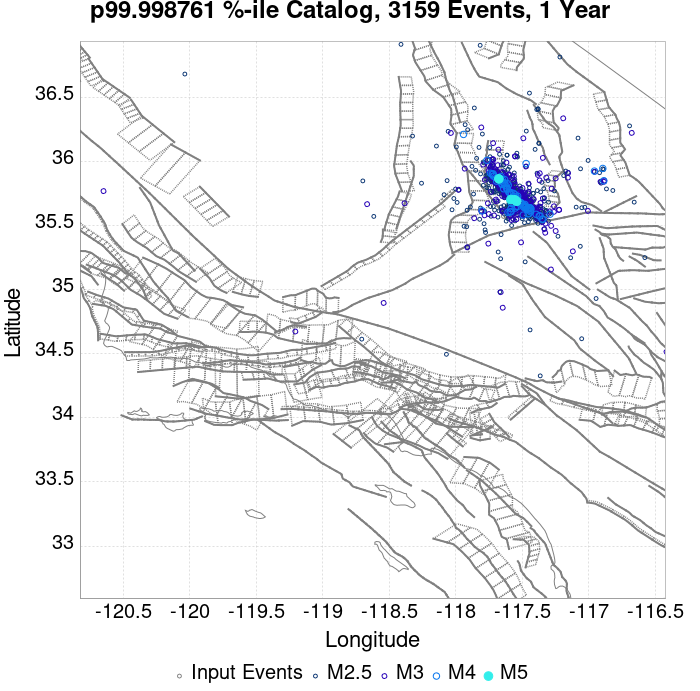 p99.998761 %-ile Catalog, 3159 Events, 1 Year
36.5
36
35.5
35
34.5
34
33.5
33
Latitude
-120.5 -120 -119.5 -119 -118.5 -118 -117.5 -117 -116.5
Longitude
Input Events M2.5 M3 M4 M5